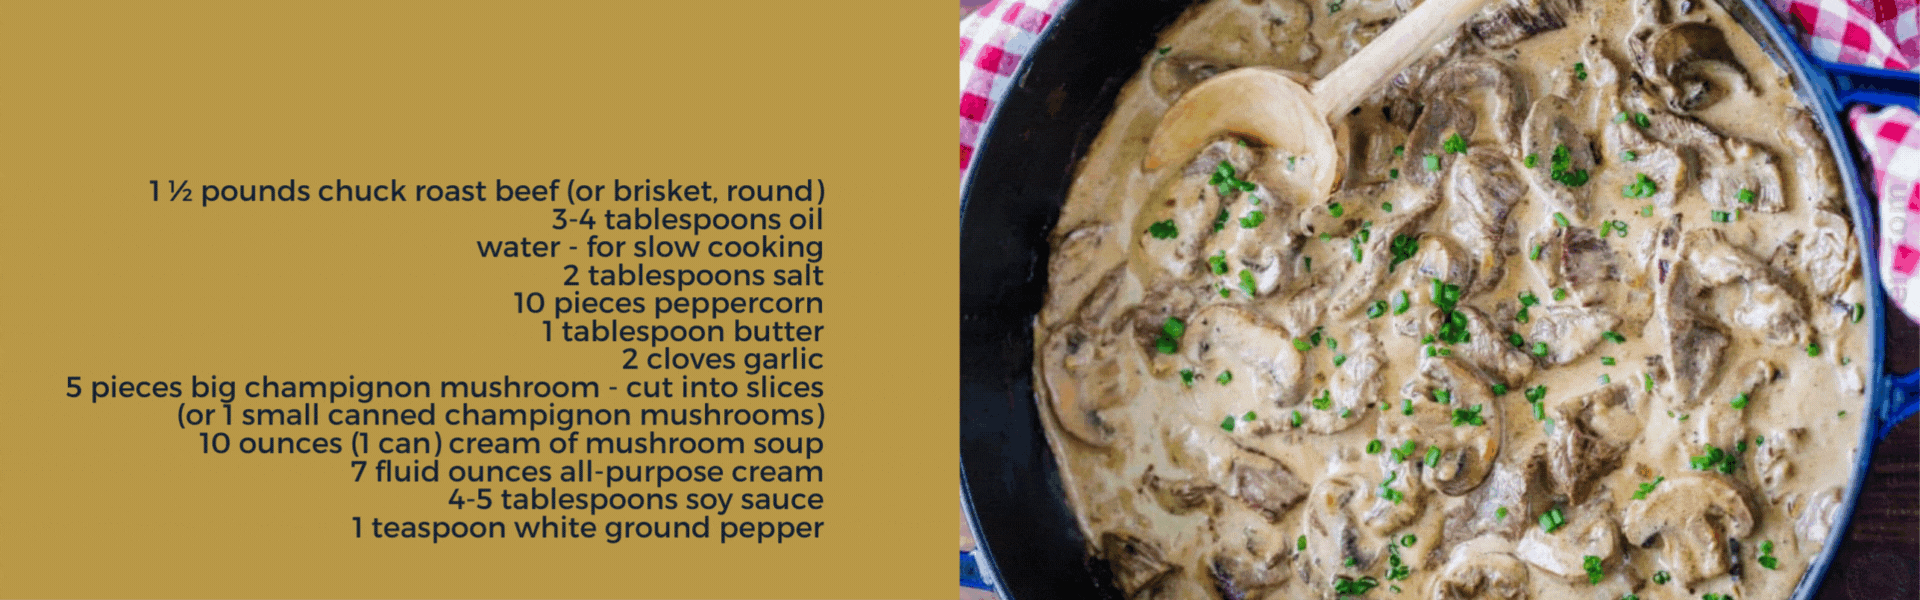 1 ½ pounds chuck roast beef (or brisket, round)
3-4 tablespoons oil
water - for slow cooking
2 tablespoons salt
10 pieces peppercorn
1 tablespoon butter
2 cloves garlic
5 pieces big champignon mushroom - cut into slices
(or 1 small canned champignon mushrooms)
10 ounces (1 can) cream of mushroom soup
7 fluid ounces all-purpose cream
4-5 tablespoons soy sauce
1 teaspoon white ground pepper